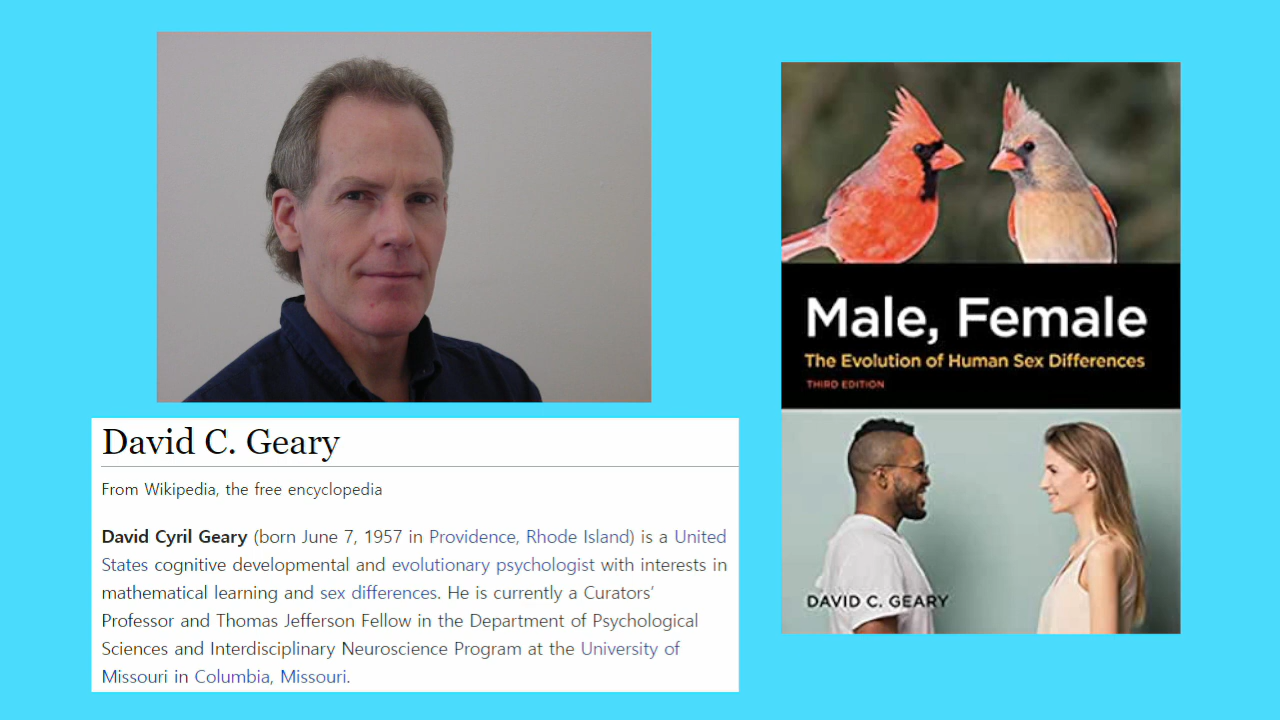 David C. Geary
From Wikipedia, the free encyclopedia
David Cyril Geary (born June 7, 1957 in Providence, Rhode Island) is a United
States cognitive developmental and evolutionary psychologist with interests in
mathematical learning and sex differences. He is currently a Curators’
Professor and Thomas Jefferson Fellow in the Department of Psychological
Sciences and Interdisciplinary Neuroscience Program at the University of
Missouri in Columbia, Missouri.
Male, Female
The Evolution of Human Sex Differences
THIRD EDITION
DAVID C. GEARY